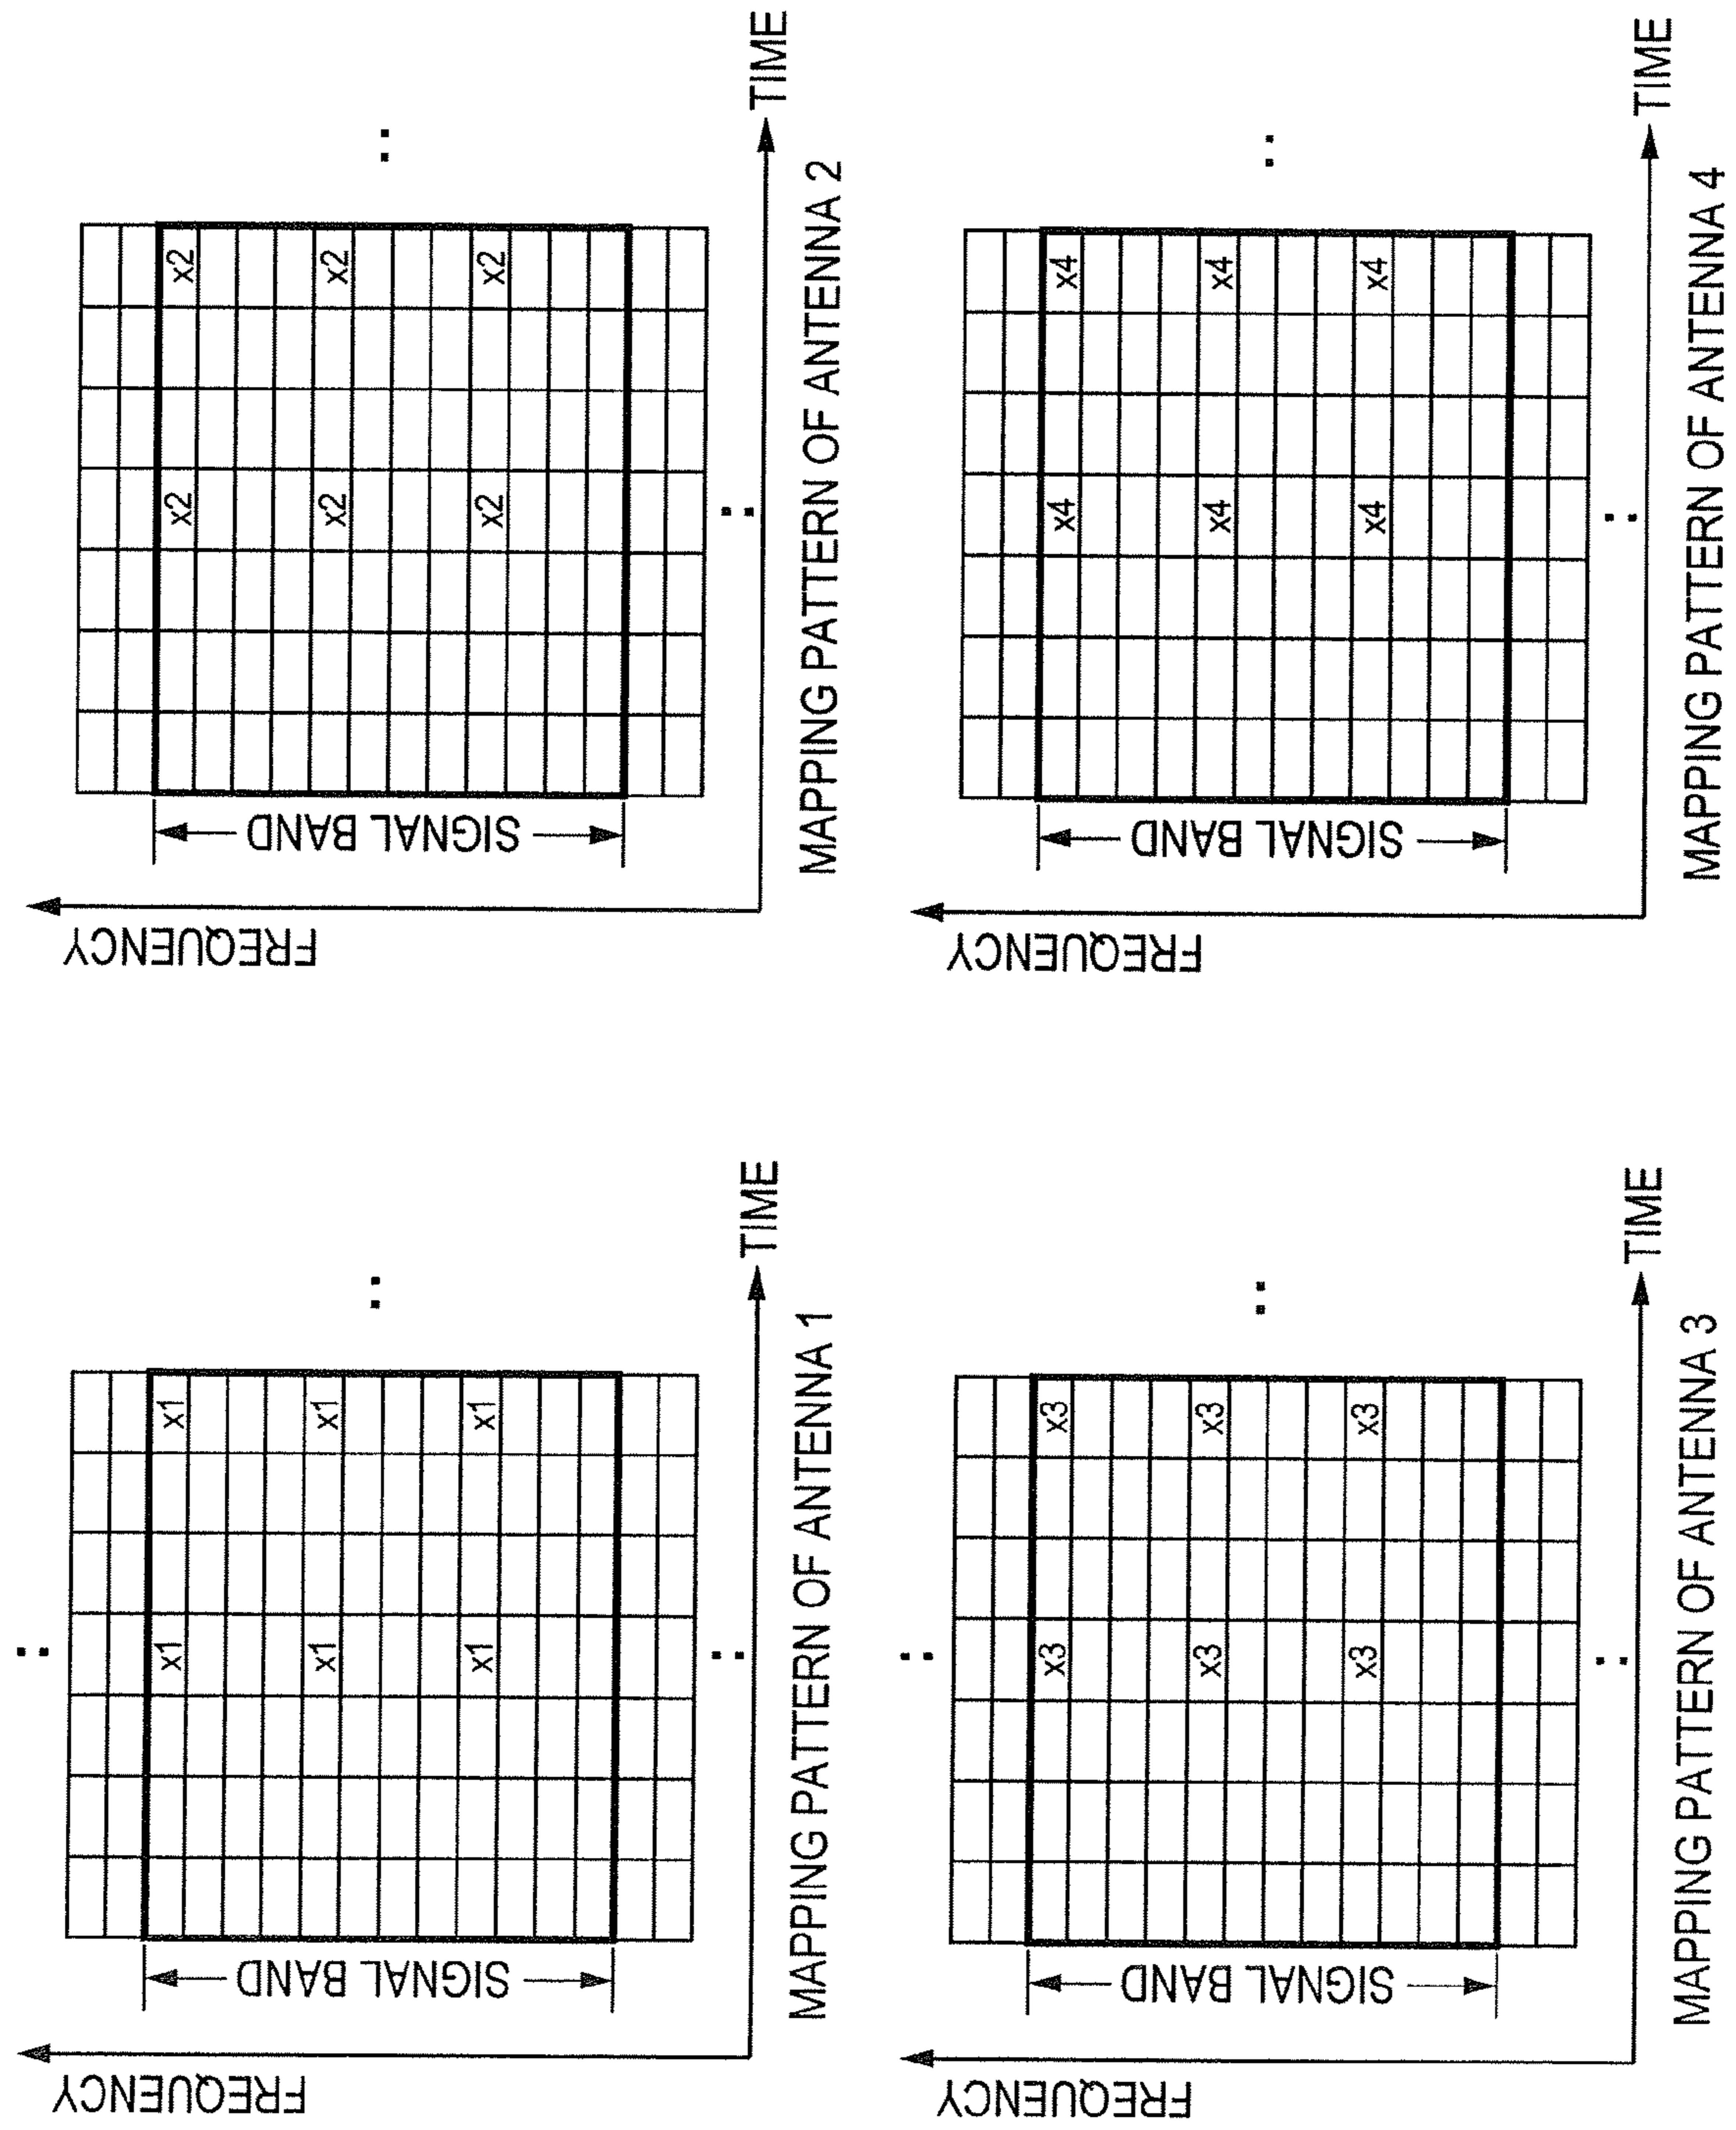 FREQUENCY
SIGNAL BAND
x1 x1
x1 x1
x1 x1
TIME
MAPPING PATTERN OF ANTENNA 1
FREQUENCY
SIGNAL BAND
x2 x2
x2 x2
x2 x2
TIME
MAPPING PATTERN OF ANTENNA 2
FREQUENCY
SIGNAL BAND
x3 x3
x3 x3
x3 x3
TIME
MAPPING PATTERN OF ANTENNA 3
FREQUENCY
SIGNAL BAND
x4 x4
x4 x4
x4 x4
TIME
MAPPING PATTERN OF ANTENNA 4